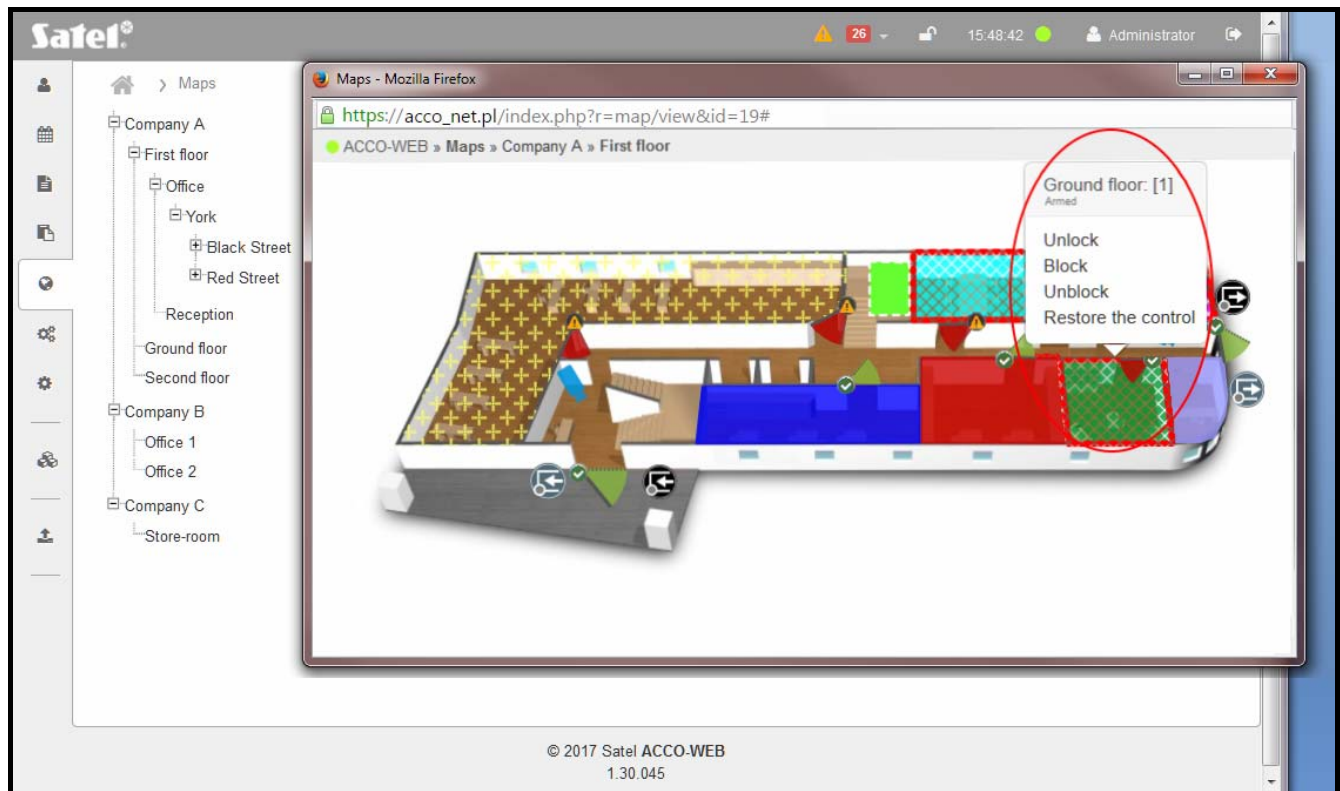 Satel®
26
15:48:42
Administrator
> Maps
Company A
First floor
Office
York
Black Street
Red Street
Reception
Ground floor
Second floor
Company B
Office 1
Office 2
Company C
Store-room
Maps - Mozilla Firefox
https://acco_net.pl/index.php?r=map/view&id=19#
ACCO-WEB » Maps » Company A » First floor
Ground floor: [1]
Armed
Unlock
Block
Unblock
Restore the control
© 2017 Satel ACCO-WEB
1.30.045